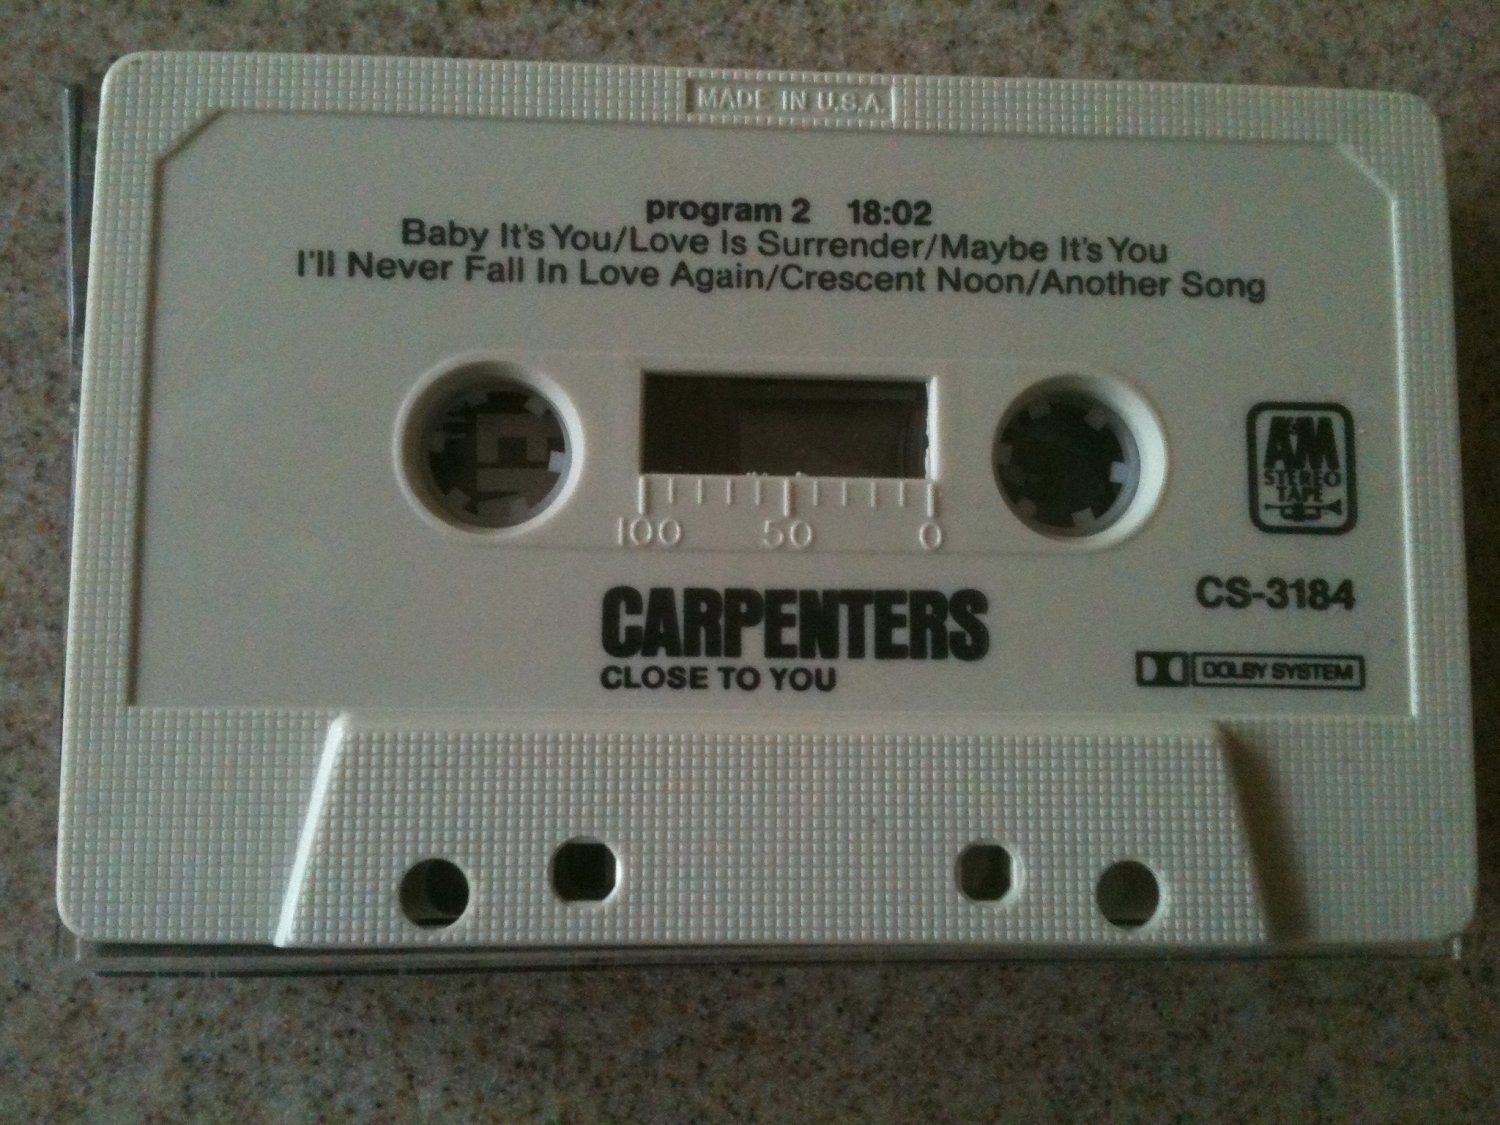 MADE IN U.S.A.
program 2 18:02
Baby It's You/Love Is Surrender/Maybe It's You
I'll Never Fall In Love Again/Crescent Noon/Another Song
100 50 0
A&M
STEREO
TAPE
CS-3184
CARPENTERS
CLOSE TO YOU
DOLBY SYSTEM